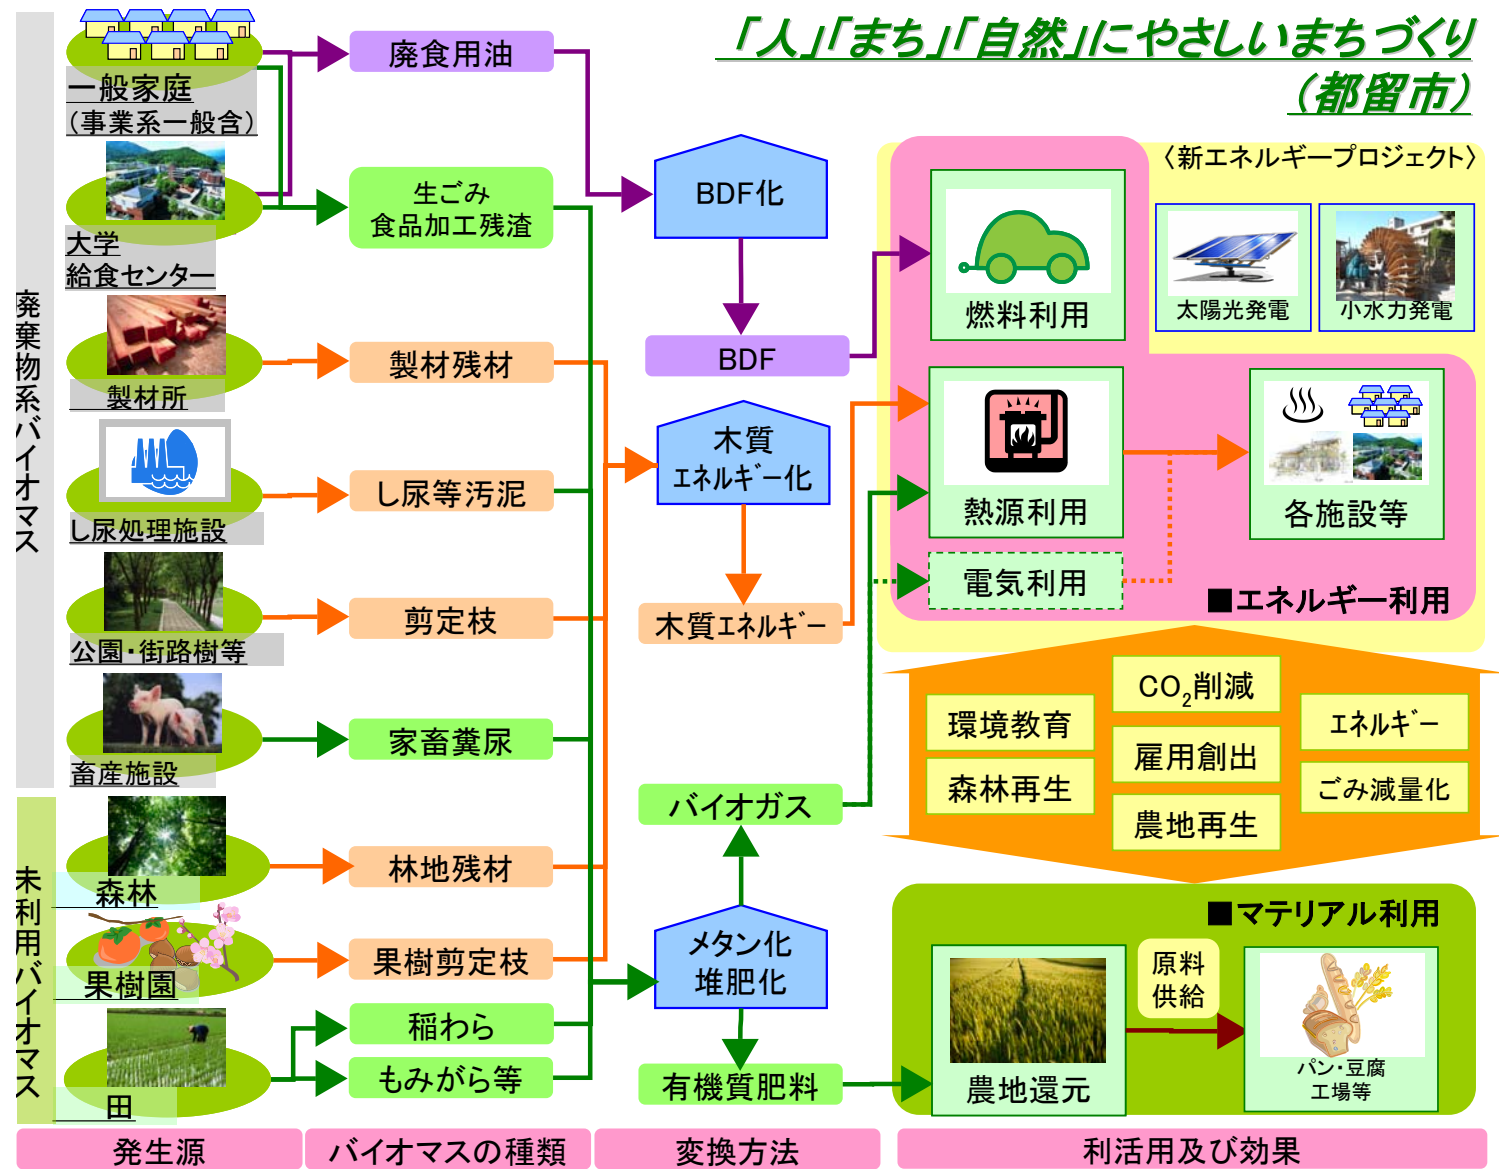 「人」「まち」「自然」にやさしいまちづくり
（都留市）
廃棄物系バイオマス
未利用バイオマス
一般家庭
（事業系一般含）
大学
給食センター
製材所
し尿処理施設
公園・街路樹等
畜産施設
森林
果樹園
田
廃食用油
生ごみ
食品加工残渣
製材残材
し尿等汚泥
剪定枝
家畜糞尿
林地残材
果樹剪定枝
稲わら
もみがら等
BDF化
BDF
木質
エネルギー化
木質エネルギー
バイオガス
メタン化
堆肥化
有機質肥料
〈新エネルギープロジェクト〉
燃料利用
太陽光発電
小水力発電
熱源利用
各施設等
電気利用
■エネルギー利用
環境教育
森林再生
CO₂削減
雇用創出
農地再生
エネルギー
ごみ減量化
■マテリアル利用
農地還元
原料
供給
パン・豆腐
工場等
発生源
バイオマスの種類
変換方法
利活用及び効果